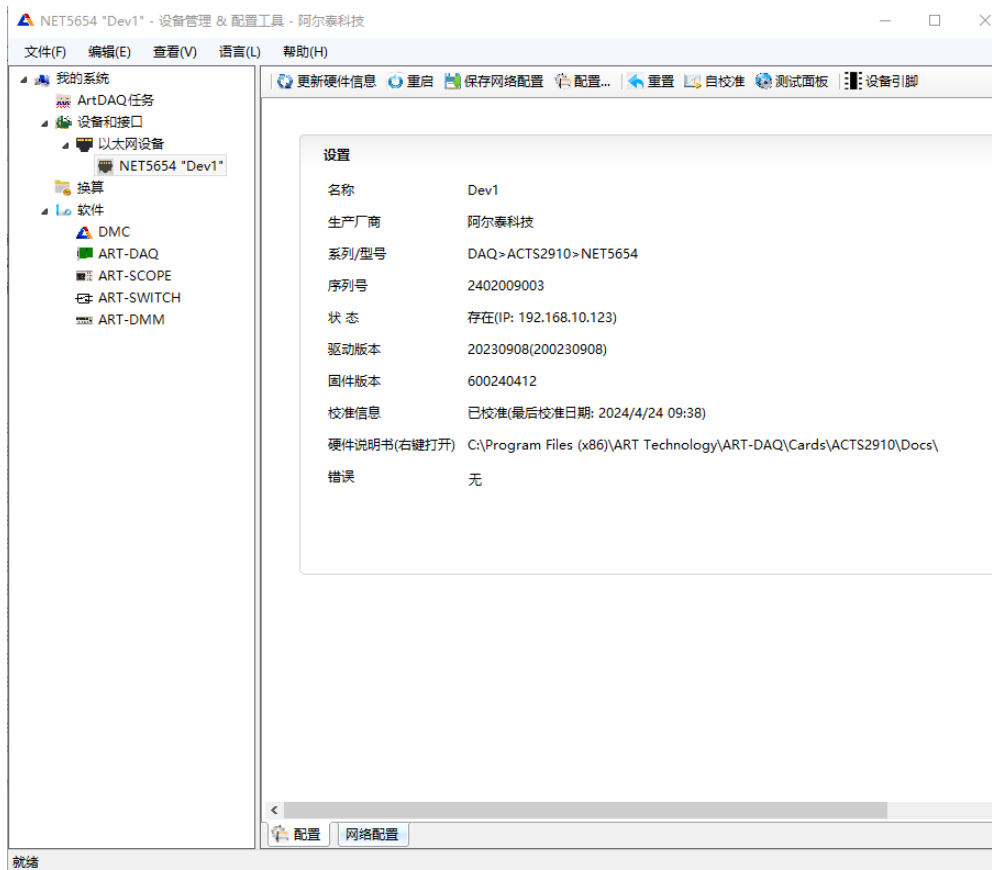 NET5654 "Dev1" - 设备管理 & 配置工具 - 阿尔泰科技
文件(F) 编辑(E) 查看(V) 语言(L) 帮助(H)
我的系统
ArtDAQ任务
设备和接口
以太网设备
NET5654 "Dev1"
换算
软件
DMC
ART-DAQ
ART-SCOPE
ART-SWITCH
ART-DMM
更新硬件信息 重启 保存网络配置 配置... 重置 自校准 测试面板 设备引脚
设置
名称 Dev1
生产厂商 阿尔泰科技
系列/型号 DAQ>ACTS2910>NET5654
序列号 2402009003
状 态 存在(IP: 192.168.10.123)
驱动版本 20230908(200230908)
固件版本 600240412
校准信息 已校准(最后校准日期: 2024/4/24 09:38)
硬件说明书(右键打开) C:\Program Files (x86)\ART Technology\ART-DAQ\Cards\ACTS2910\Docs\
错误 无
配置 网络配置
就绪